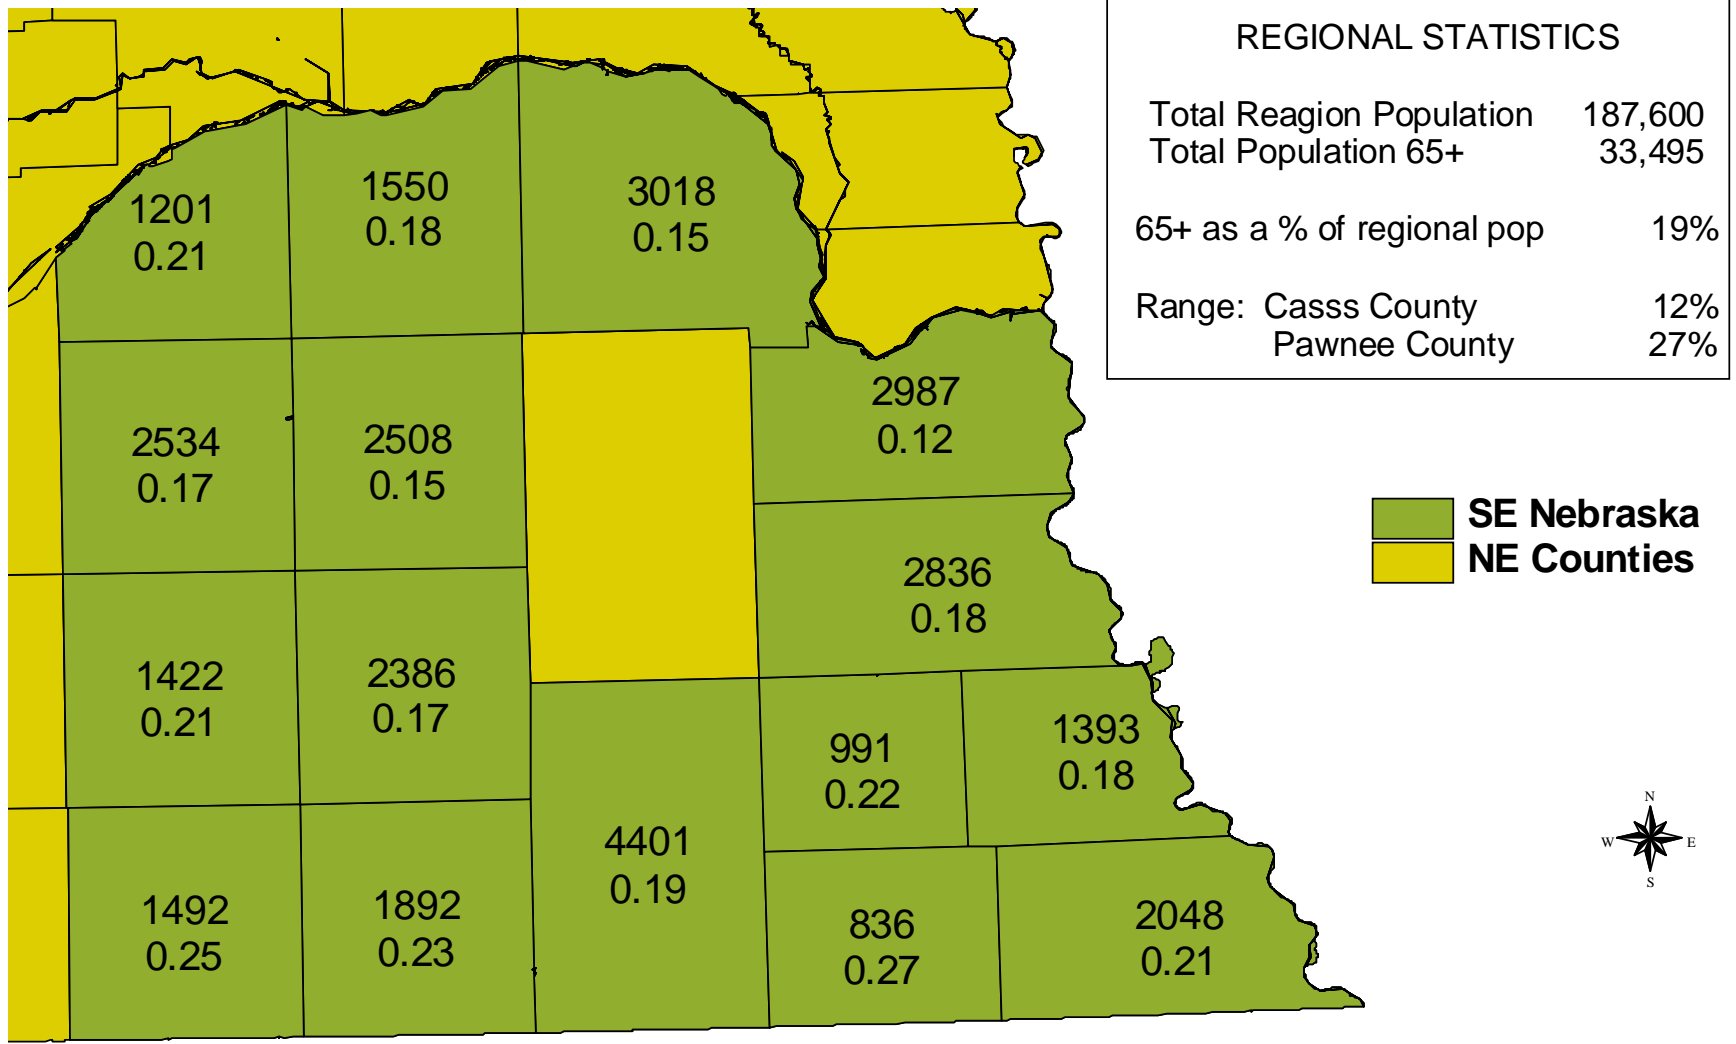 REGIONAL STATISTICS
Total Reagion Population 187,600
Total Population 65+ 33,495
65+ as a % of regional pop 19%
Range: Casss County 12%
Pawnee County 27%
1201
0.21
1550
0.18
3018
0.15
2534
0.17
2508
0.15
2987
0.12
2836
0.18
1422
0.21
2386
0.17
991
0.22
1393
0.18
4401
0.19
1492
0.25
1892
0.23
836
0.27
2048
0.21
SE Nebraska
NE Counties
N
W E
S